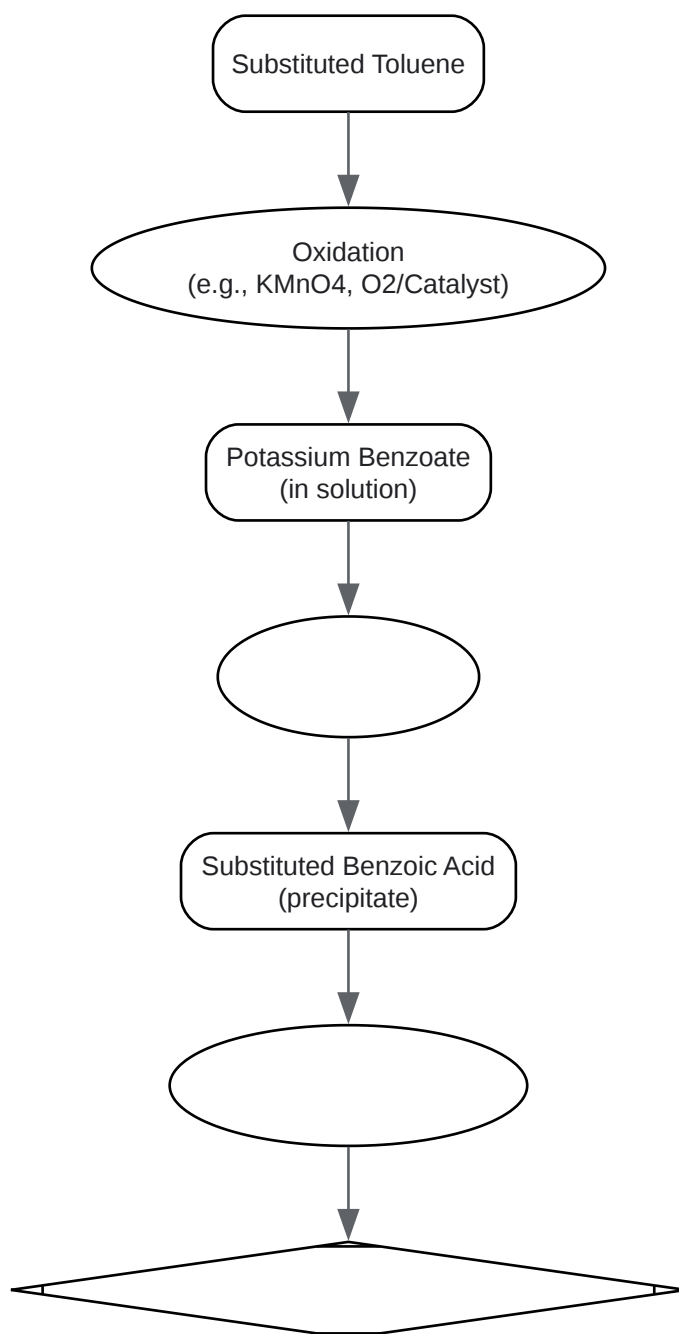 Substituted Toluene
Oxidation
(e.g., KMnO4, O2/Catalyst)
Potassium Benzoate
(in solution)
Substituted Benzoic Acid
(precipitate)